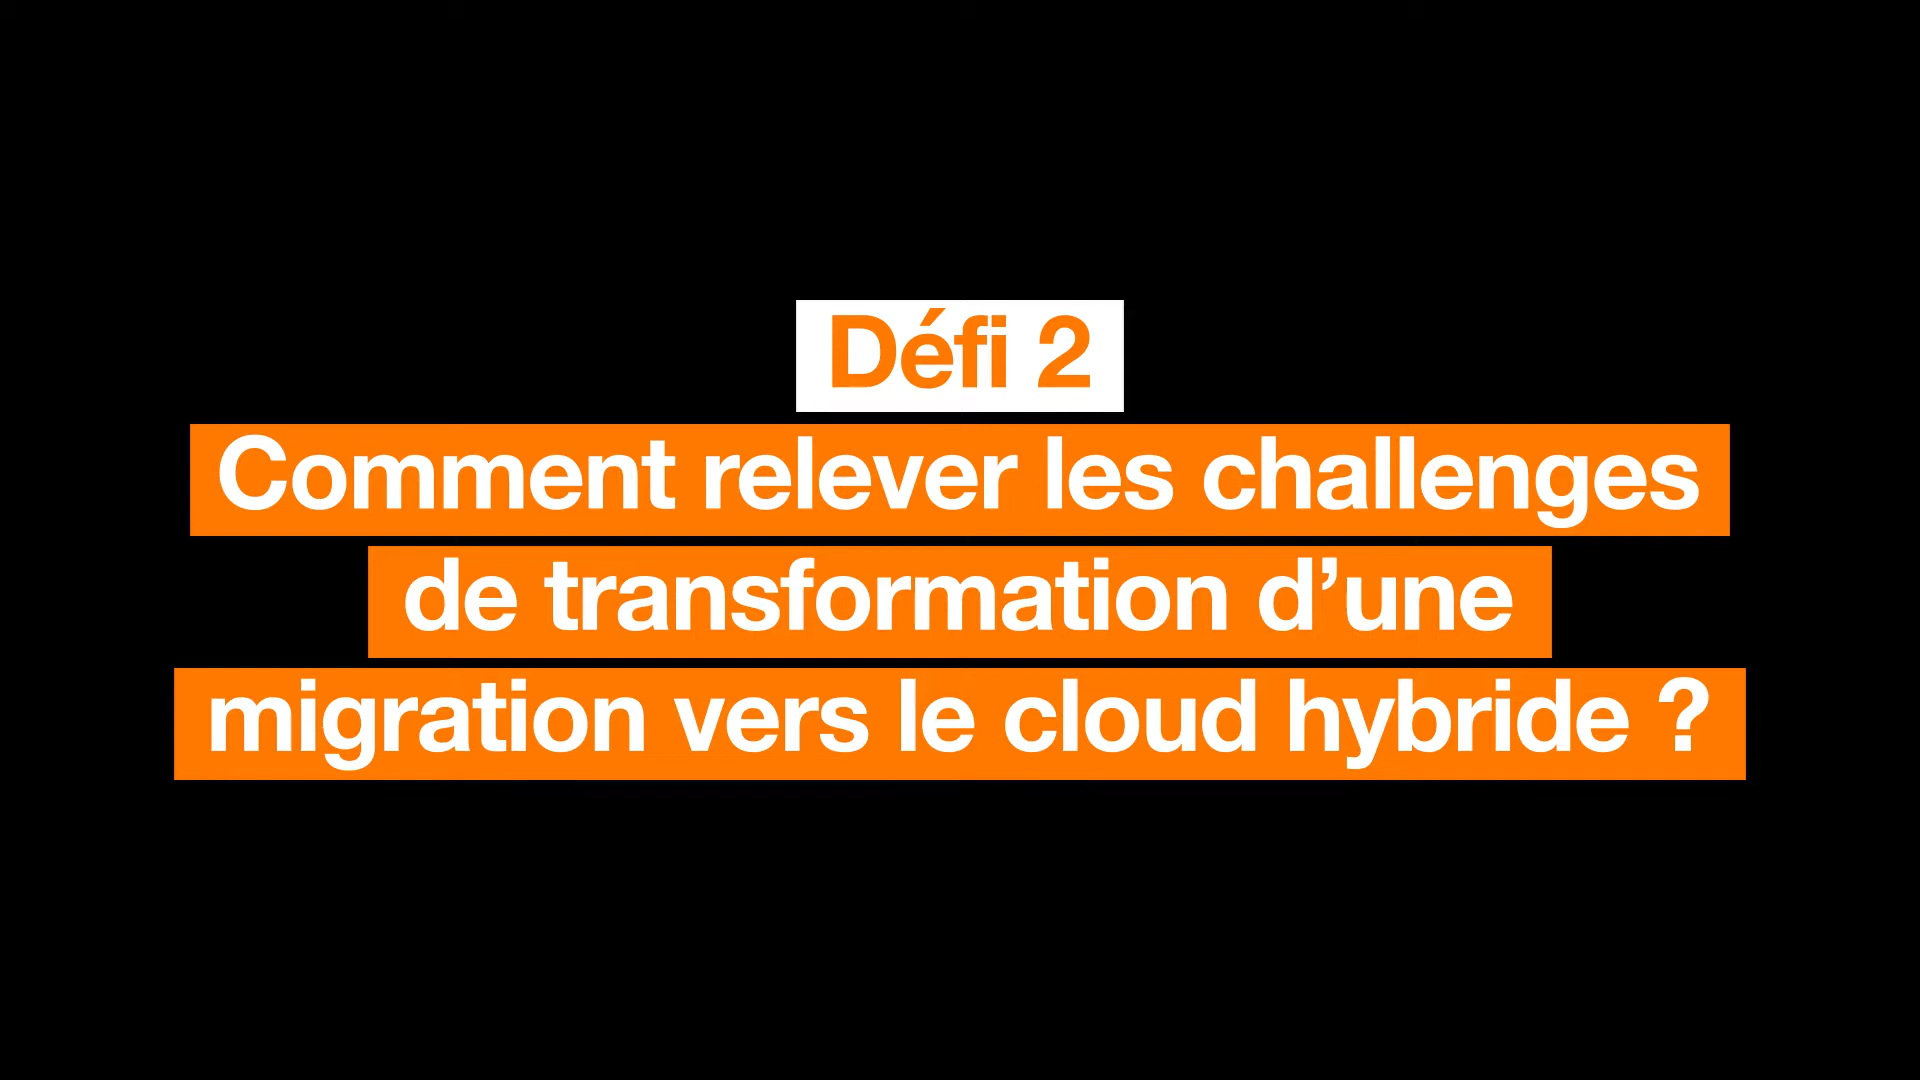 Défi 2
Comment relever les challenges
de transformation d’une
migration vers le cloud hybride ?